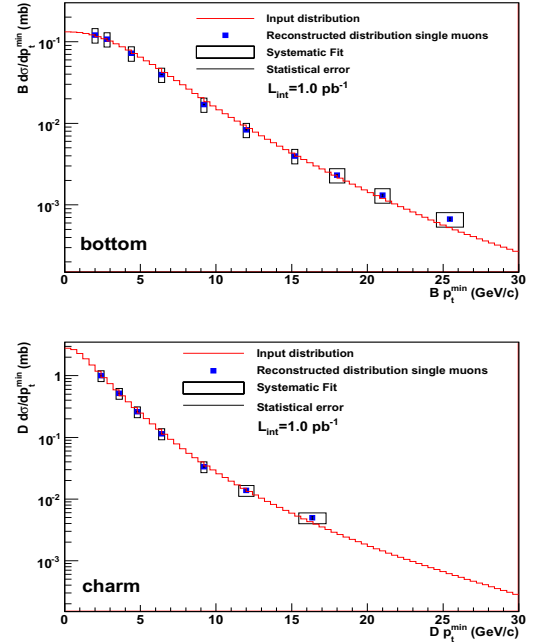 B dσ/dp_t^min (mb)
10⁻¹
10⁻²
10⁻³
Input distribution
Reconstructed distribution single muons
Systematic Fit
Statistical error
L_int=1.0 pb⁻¹
bottom
0 5 10 15 20 25 30
B p_t^min (GeV/c)
D dσ/dp_t^min (mb)
1
10⁻¹
10⁻²
10⁻³
Input distribution
Reconstructed distribution single muons
Systematic Fit
Statistical error
L_int=1.0 pb⁻¹
charm
0 5 10 15 20 25 30
D p_t^min (GeV/c)